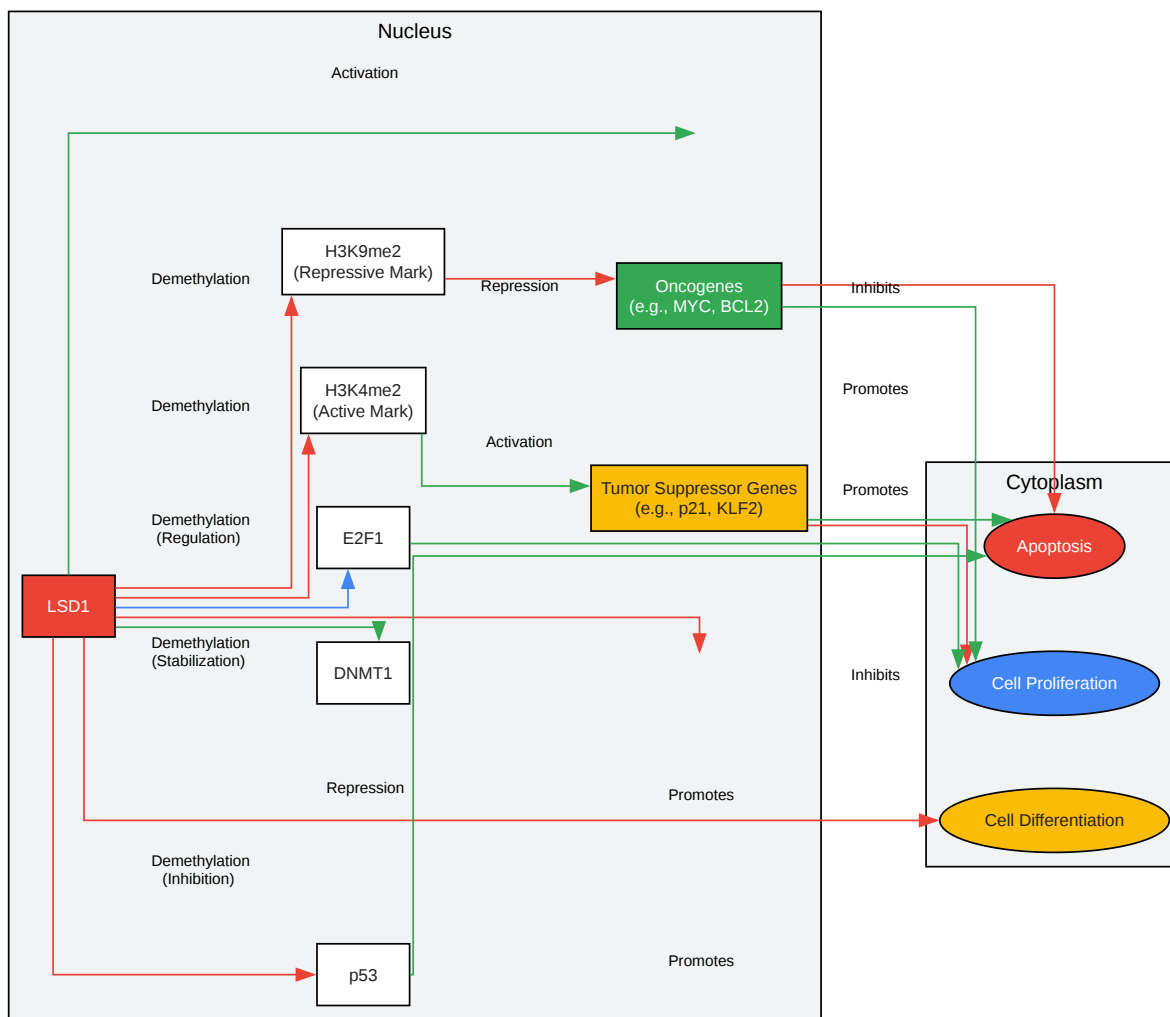 Nucleus
Activation
H3K9me2
(Repressive Mark)
Demethylation
Repression
Oncogenes
(e.g., MYC, BCL2)
Inhibits
H3K4me2
(Active Mark)
Demethylation
Promotes
Activation
Tumor Suppressor Genes
(e.g., p21, KLF2)
Promotes
Cytoplasm
Demethylation
(Regulation)
E2F1
Apoptosis
LSD1
Demethylation
(Stabilization)
DNMT1
Inhibits
Cell Proliferation
Repression
Promotes
Cell Differentiation
Demethylation
(Inhibition)
p53
Promotes